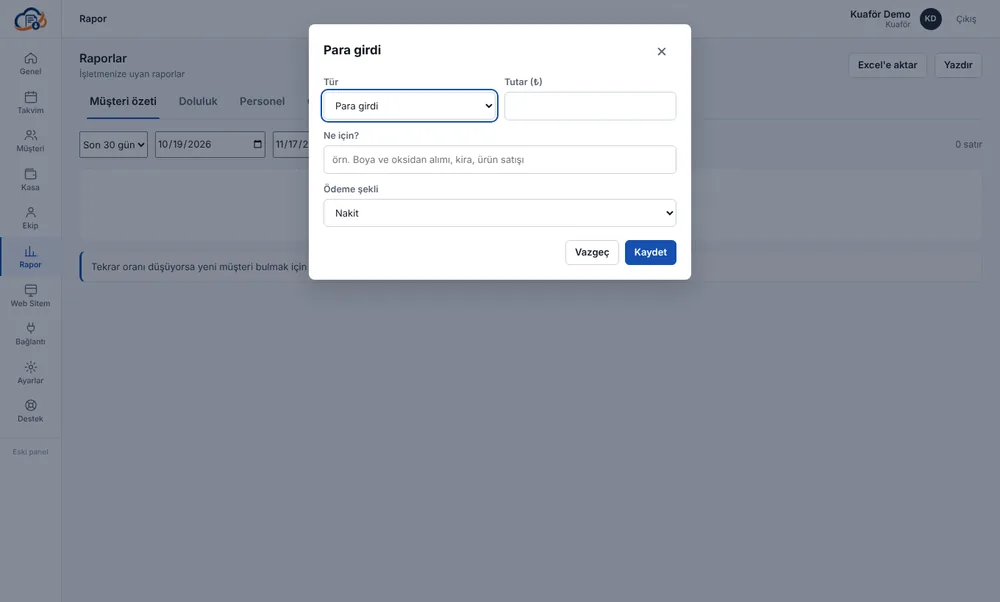 Rapor
Kuaför Demo
Kuaför
KD
Çıkış
Genel
Takvim
Müşteri
Kasa
Ekip
Rapor
Web Sitem
Bağlantı
Ayarlar
Destek
Eski panel
Raporlar
İşletmenize uyan raporlar
Excel'e aktar
Yazdır
Müşteri özeti
Doluluk
Personel
Son 30 gün
10/19/2026
11/17/2
0 satır
Tekrar oranı düşüyorsa yeni müşteri bulmak için
Para girdi
Tür
Tutar (₺)
Para girdi
Ne için?
örn. Boya ve oksidan alımı, kira, ürün satışı
Ödeme şekli
Nakit
Vazgeç
Kaydet